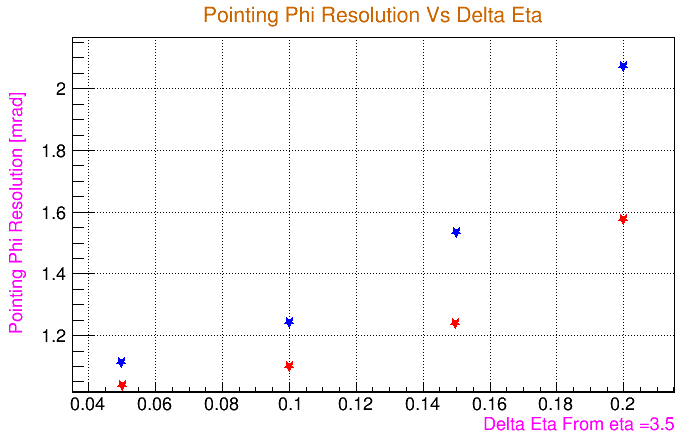 Pointing Phi Resolution Vs Delta Eta
Pointing Phi Resolution [mrad]
2
1.8
1.6
1.4
1.2
0.04 0.06 0.08 0.1 0.12 0.14 0.16 0.18 0.2
Delta Eta From eta =3.5